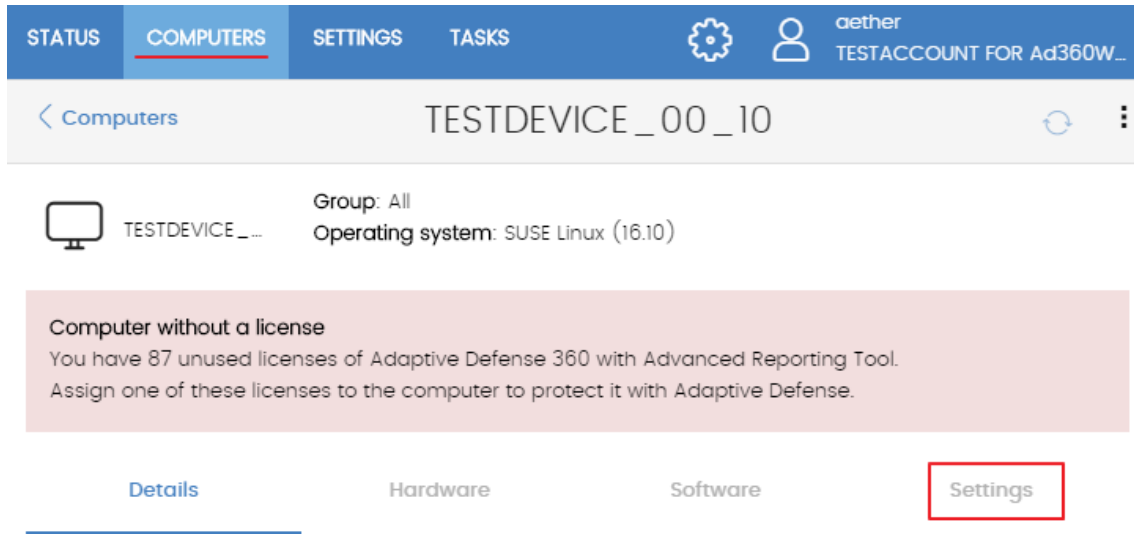 STATUS COMPUTERS SETTINGS TASKS aether
TESTACCOUNT FOR Ad360W...
Computers TESTDEVICE_00_10
TESTDEVICE_...
Group: All
Operating system: SUSE Linux (16.10)
Computer without a license
You have 87 unused licenses of Adaptive Defense 360 with Advanced Reporting Tool.
Assign one of these licenses to the computer to protect it with Adaptive Defense.
Details Hardware Software Settings